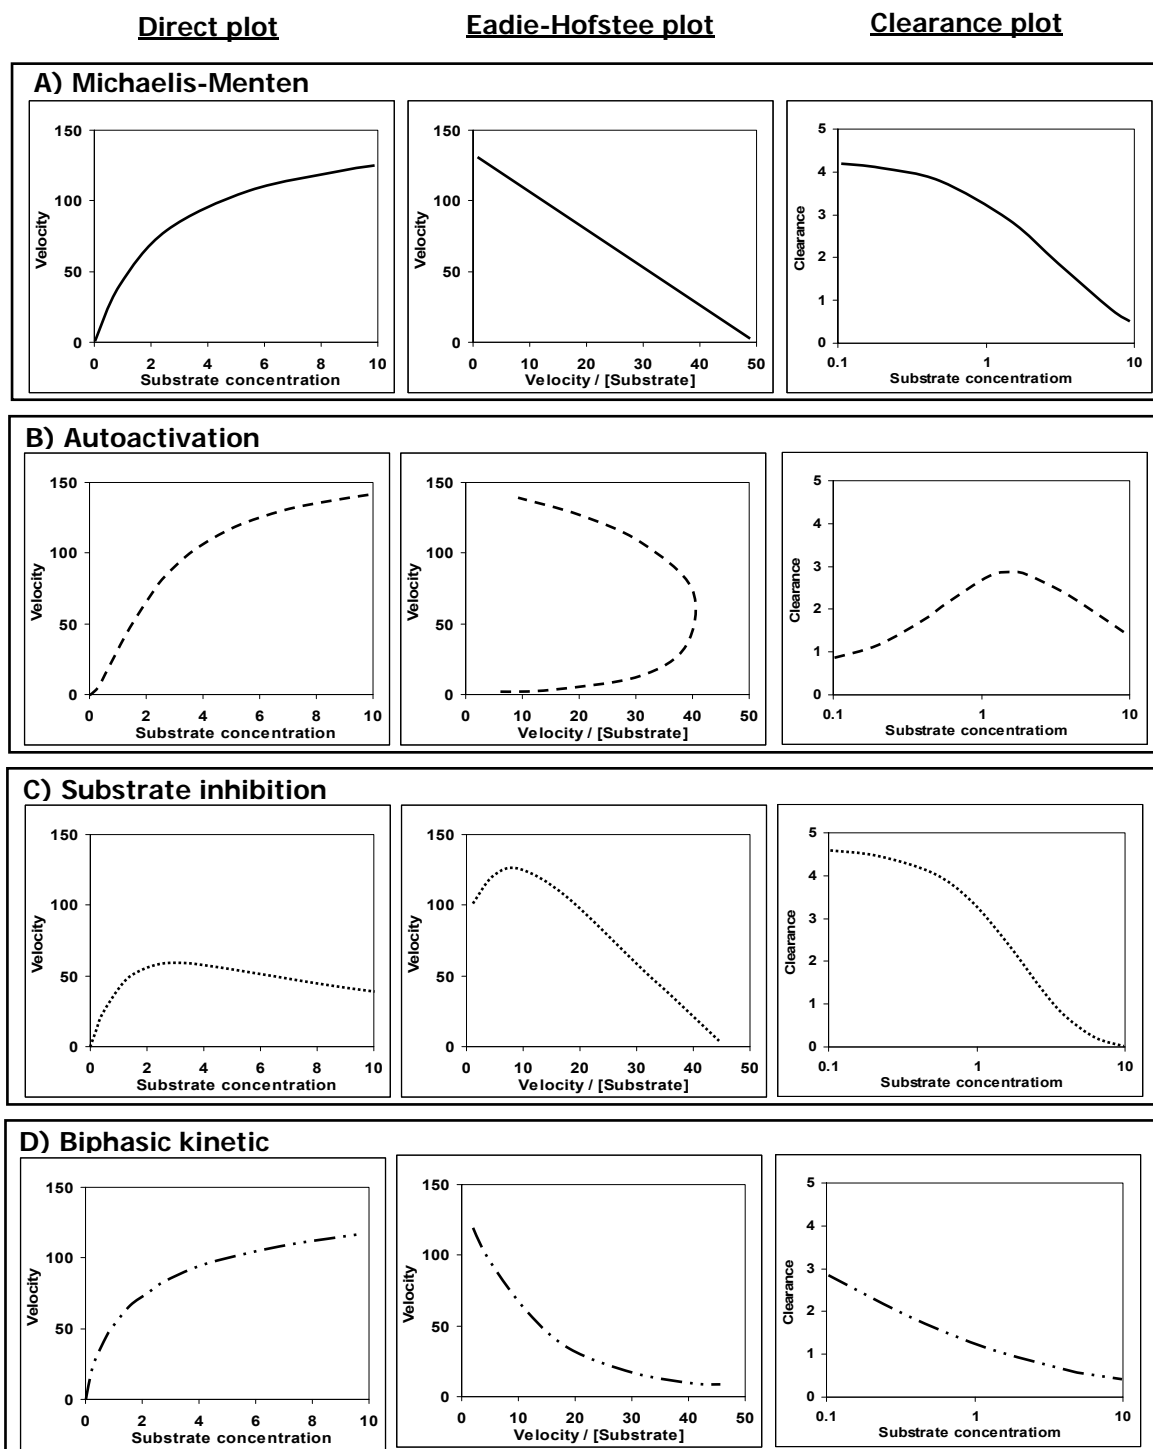 Direct plot Eadie-Hofstee plot Clearance plot
A) Michaelis-Menten
150 150 5
4
100 100 3
50 50 2
1
0 0 0
0 2 4 6 8 10 0 10 20 30 40 50 0.1 1 10
Velocity Velocity Clearance
Substrate concentration Velocity / [Substrate] Substrate concentratiom
B) Autoactivation
150 150 5
4
100 100 3
50 50 2
1
0 0 0
0 2 4 6 8 10 0 10 20 30 40 50 0.1 1 10
Velocity Velocity Clearance
Substrate concentration Velocity / [Substrate] Substrate concentratiom
C) Substrate inhibition
150 150 5
4
100 100 3
50 50 2
1
0 0 0
0 2 4 6 8 10 0 10 20 30 40 50 0.1 1 10
Velocity Velocity Clearance
Substrate concentration Velocity / [Substrate] Substrate concentratiom
D) Biphasic kinetic
150 150 5
4
100 100 3
50 50 2
1
0 0 0
0 2 4 6 8 10 0 10 20 30 40 50 0.1 1 10
Velocity Velocity Clearance
Substrate concentration Velocity / [Substrate] Substrate concentratiom